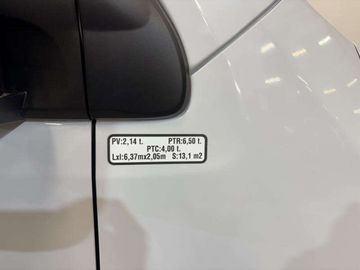 PV:2,14 t. PTR:6,50 t.
PTC:4,00 t.
Lxl:6,37mx2,05m S:13,1 m2